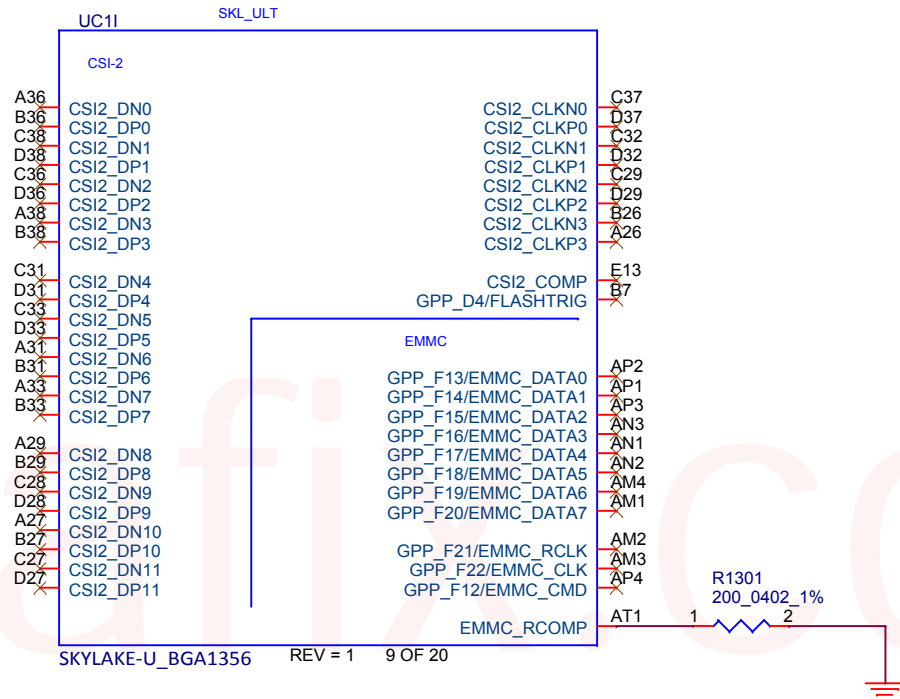 SKL_ULT
UC1I
CSI-2
A36 CSI2_DN0
B36 CSI2_DP0
C38 CSI2_DN1
D38 CSI2_DP1
C36 CSI2_DN2
D36 CSI2_DP2
A38 CSI2_DN3
B38 CSI2_DP3
C31 CSI2_DN4
D31 CSI2_DP4
C33 CSI2_DN5
D33 CSI2_DP5
A31 CSI2_DN6
B31 CSI2_DP6
A33 CSI2_DN7
B33 CSI2_DP7
A29 CSI2_DN8
B29 CSI2_DP8
C28 CSI2_DN9
D28 CSI2_DP9
A27 CSI2_DN10
B27 CSI2_DP10
C27 CSI2_DN11
D27 CSI2_DP11
CSI2_CLKN0 C37
CSI2_CLKP0 D37
CSI2_CLKN1 C32
CSI2_CLKP1 D32
CSI2_CLKN2 C29
CSI2_CLKP2 D29
CSI2_CLKN3 B26
CSI2_CLKP3 A26
CSI2_COMP E13
GPP_D4/FLASHTRIG B7
EMMC
GPP_F13/EMMC_DATA0 AP2
GPP_F14/EMMC_DATA1 AP1
GPP_F15/EMMC_DATA2 AP3
GPP_F16/EMMC_DATA3 AN3
GPP_F17/EMMC_DATA4 AN1
GPP_F18/EMMC_DATA5 AN2
GPP_F19/EMMC_DATA6 AM4
GPP_F20/EMMC_DATA7 AM1
GPP_F21/EMMC_RCLK AM2
GPP_F22/EMMC_CLK AM3
GPP_F12/EMMC_CMD AP4
EMMC_RCOMP AT1
R1301
200_0402_1%
1 2
SKYLAKE-U_BGA1356 REV = 1 9 OF 20
afix.co